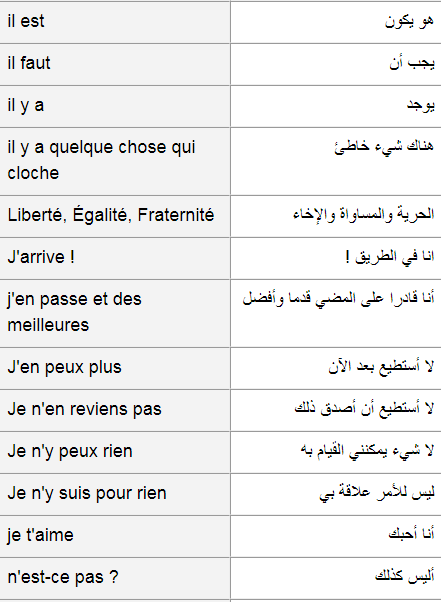 il est
هو يكون
il faut
يجب أن
il y a
يوجد
il y a quelque chose qui
cloche
هناك شيء خاطئ
Liberté, Égalité, Fraternité
الحرية والمساواة والإخاء
J'arrive !
انا في الطريق !
j'en passe et des
meilleures
أنا قادرا على المضي قدما وأفضل
J'en peux plus
لا أستطيع بعد الآن
Je n'en reviens pas
لا أستطيع أن أصدق ذلك
Je n'y peux rien
لا شيء يمكنني القيام به
Je n'y suis pour rien
ليس للأمر علاقة بي
je t'aime
أنا أحبك
n'est-ce pas ?
أليس كذلك